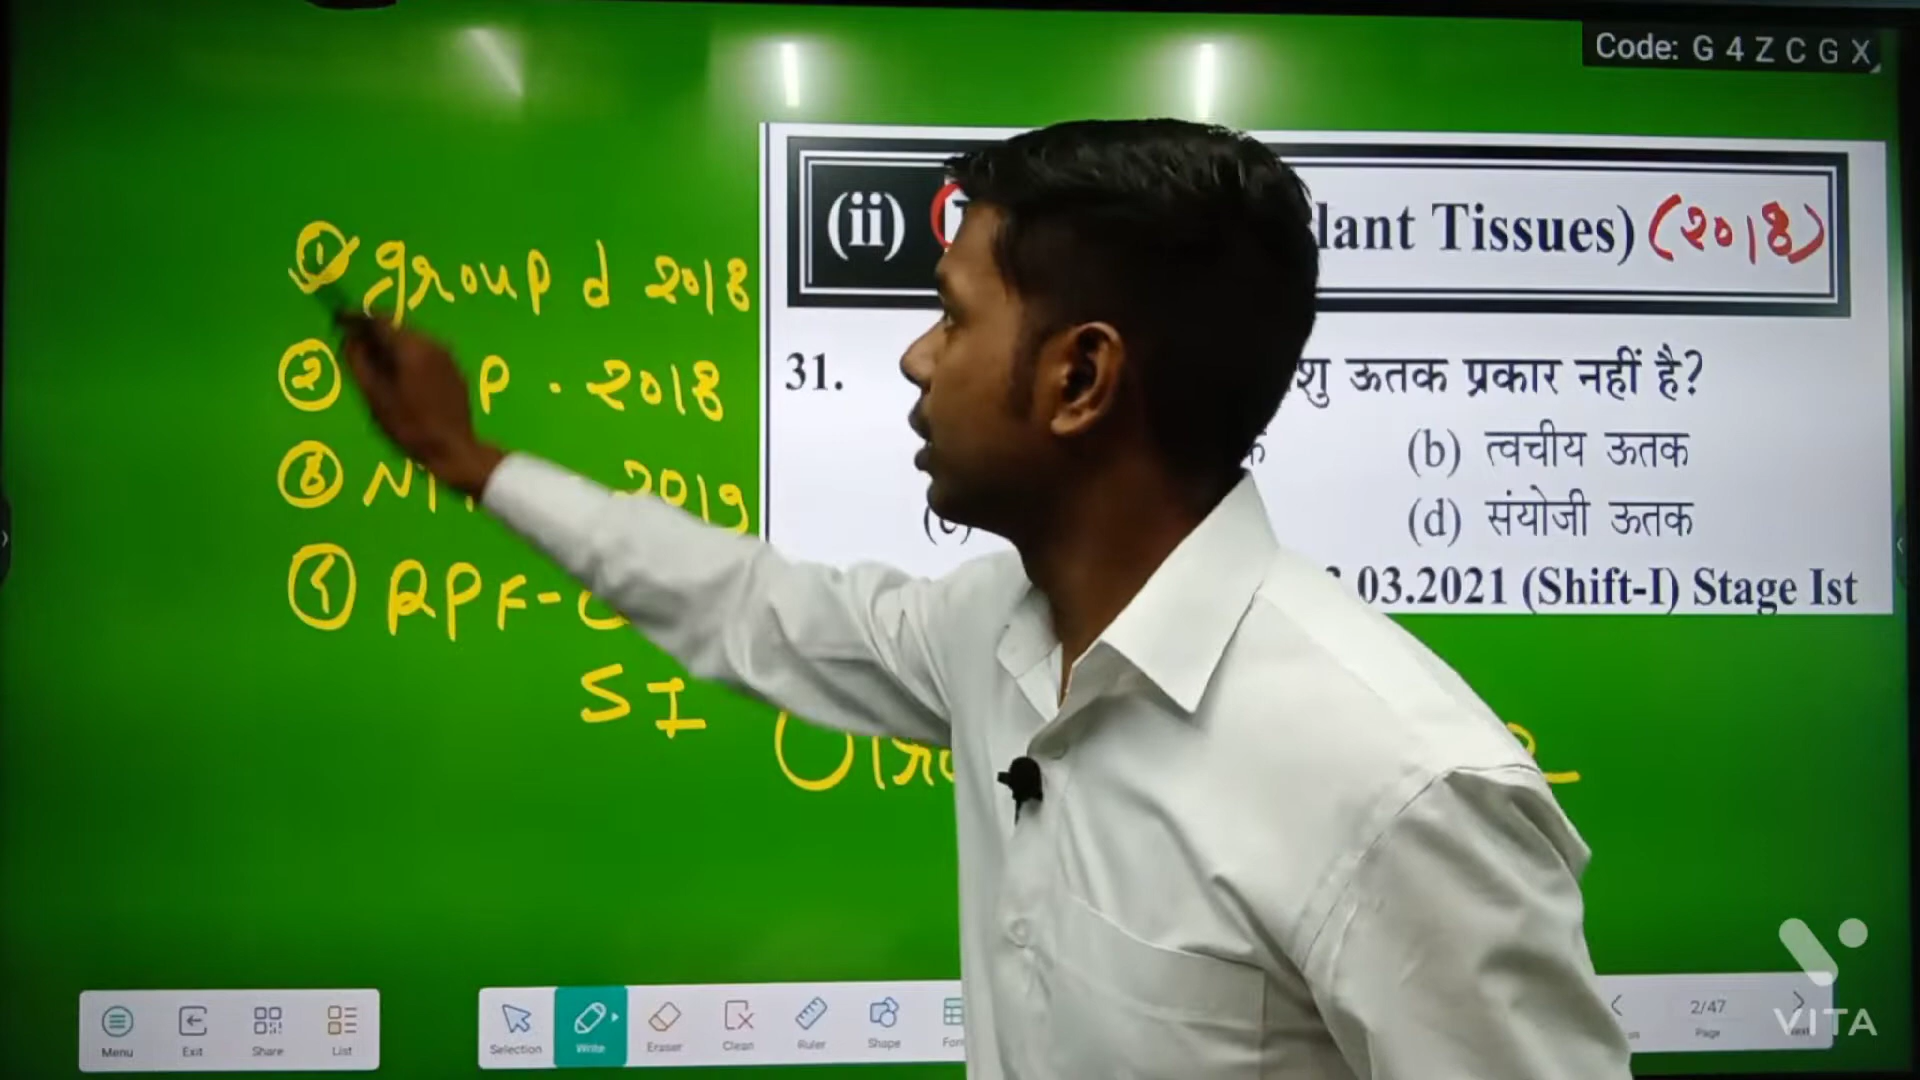 Code: G 4 Z C G X
(ii) lant Tissues) (2018)
① group d 2018
② P . 2018
31. ऊतक प्रकार नहीं है?
(b) त्वचीय ऊतक
③ 2019
(c) (d) संयोजी ऊतक
④ RPF-
03.2021 (Shift-I) Stage Ist
SI
Menu Exit Share List
Selection Write Eraser Clean Ruler Shape
2/47
Page
VITA